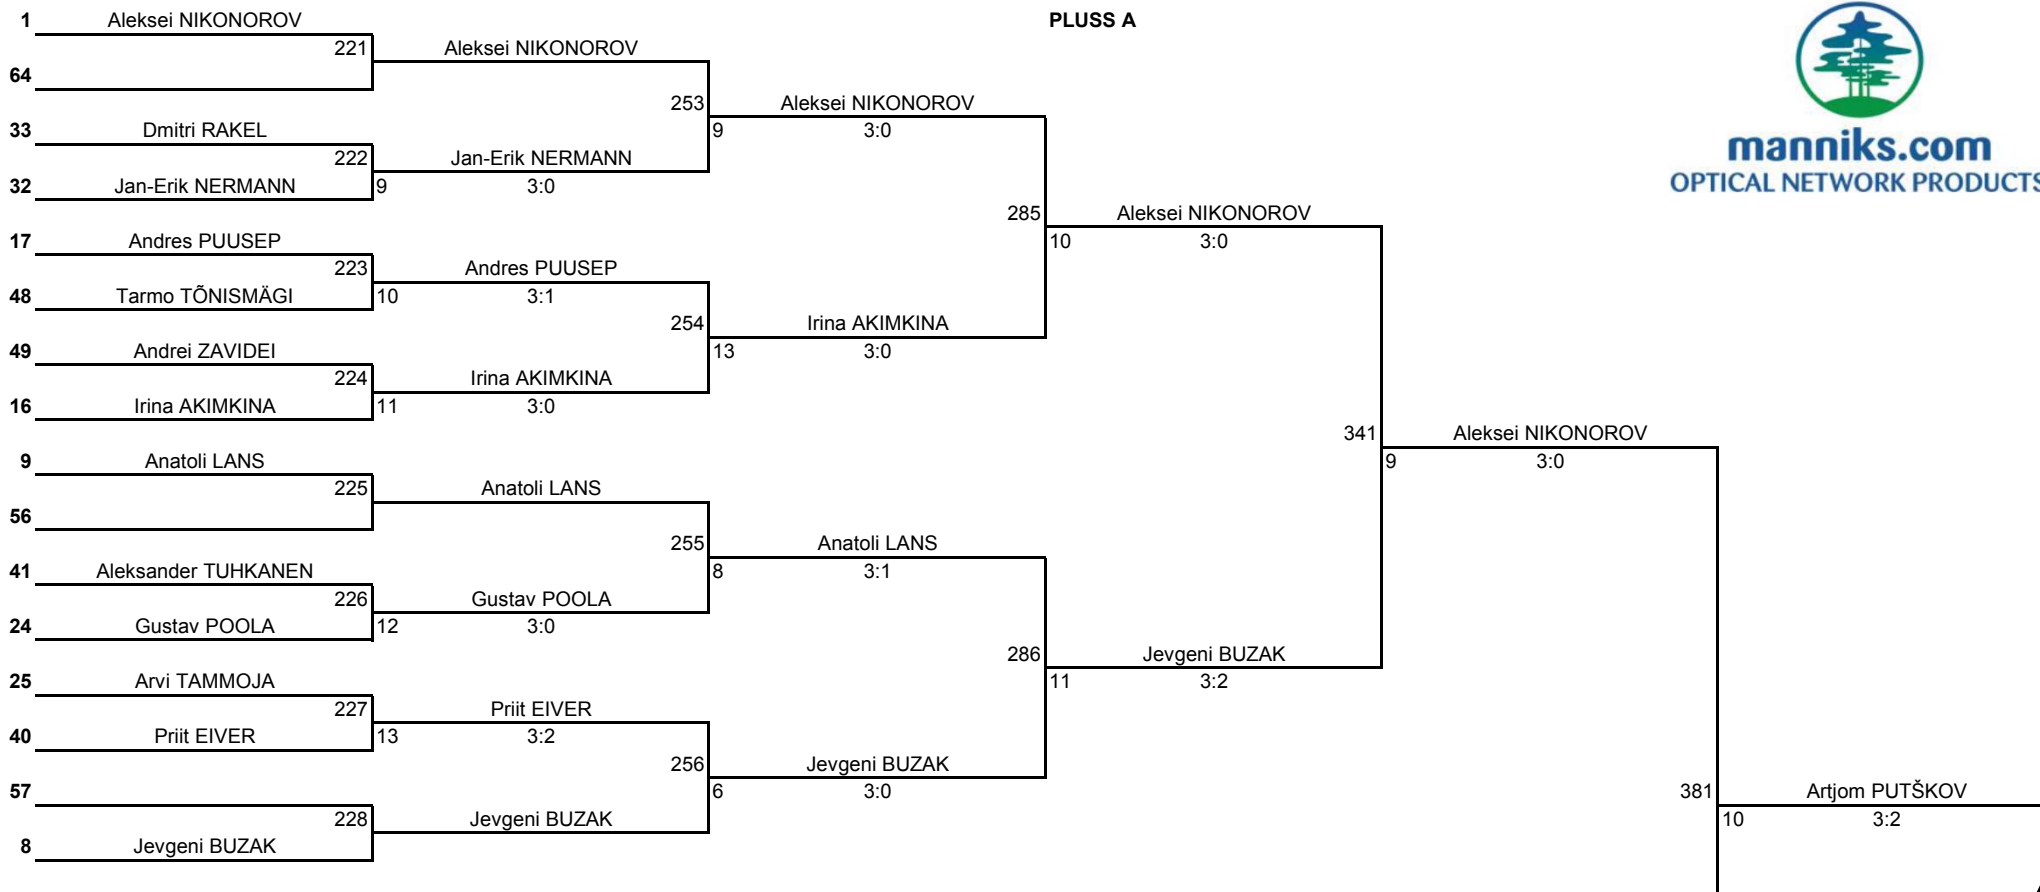 1 Aleksei NIKONOROV PLUSS A
221 Aleksei NIKONOROV
64
253 Aleksei NIKONOROV
33 Dmitri RAKEL 9 3:0
manniks.com
222 Jan-Erik NERMANN
32 Jan-Erik NERMANN 9 3:0
OPTICAL NETWORK PRODUCTS
285 Aleksei NIKONOROV
17 Andres PUUSEP 10 3:0
223 Andres PUUSEP
48 Tarmo TÕNISMÄGI 10 3:1
254 Irina AKIMKINA
49 Andrei ZAVIDEI 13 3:0
224 Irina AKIMKINA
16 Irina AKIMKINA 11 3:0
341 Aleksei NIKONOROV
9 Anatoli LANS 9 3:0
225 Anatoli LANS
56
255 Anatoli LANS
41 Aleksander TUHKANEN 8 3:1
226 Gustav POOLA
24 Gustav POOLA 12 3:0
286 Jevgeni BUZAK
25 Arvi TAMMOJA 11 3:2
227 Priit EIVER
40 Priit EIVER 13 3:2
256 Jevgeni BUZAK
57 6 3:0 381 Artjom PUTŠKOV
228 Jevgeni BUZAK 10 3:2
8 Jevgeni BUZAK